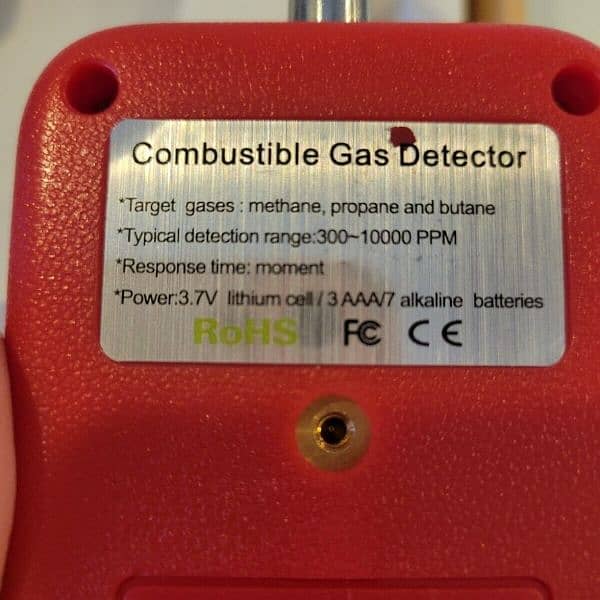 Combustible Gas Detector
*Target gases : methane, propane and butane
*Typical detection range:300~10000 PPM
*Response time: moment
*Power:3.7V lithium cell / 3 AAA/7 alkaline batteries
RoHS FC CE